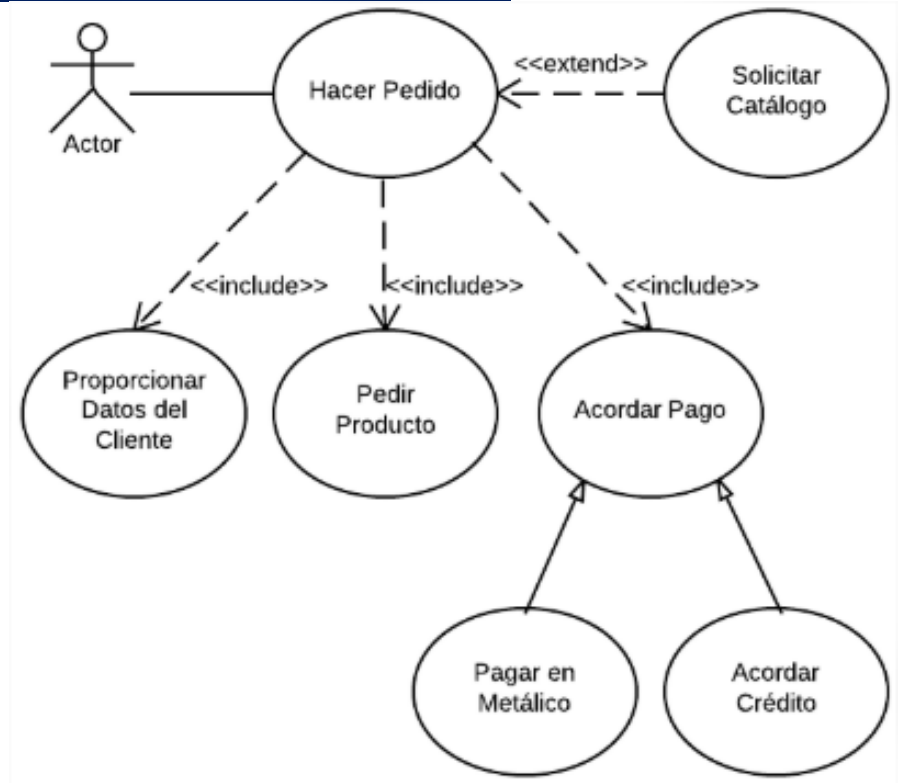 Hacer Pedido
<<extend>>
Solicitar
Catálogo
Actor
<<include>>
<<include>>
<<include>>
Proporcionar
Datos del
Cliente
Pedir
Producto
Acordar Pago
Pagar en
Metálico
Acordar
Crédito